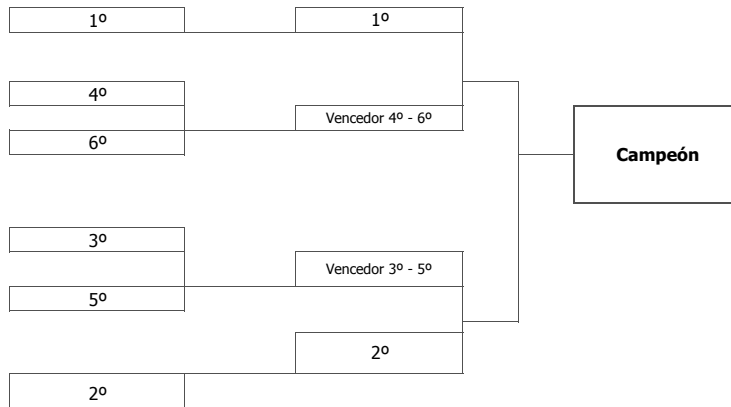 1º
1º
4º
Vencedor 4º - 6º
6º
Campeón
3º
Vencedor 3º - 5º
5º
2º
2º